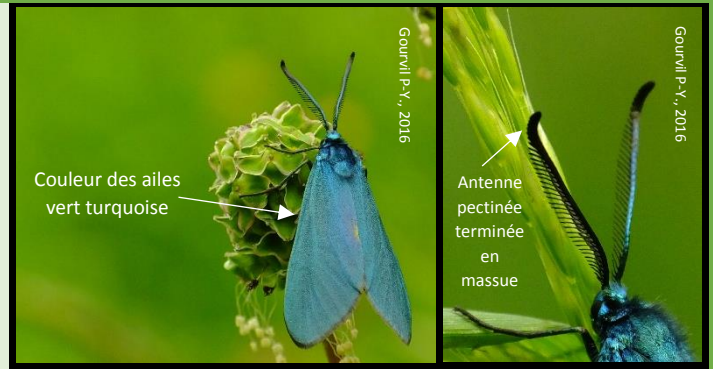 Gourvil P-Y., 2016
Couleur des ailes
vert turquoise
Gourvil P-Y., 2016
Antenne
pectinée
terminée
en
massue